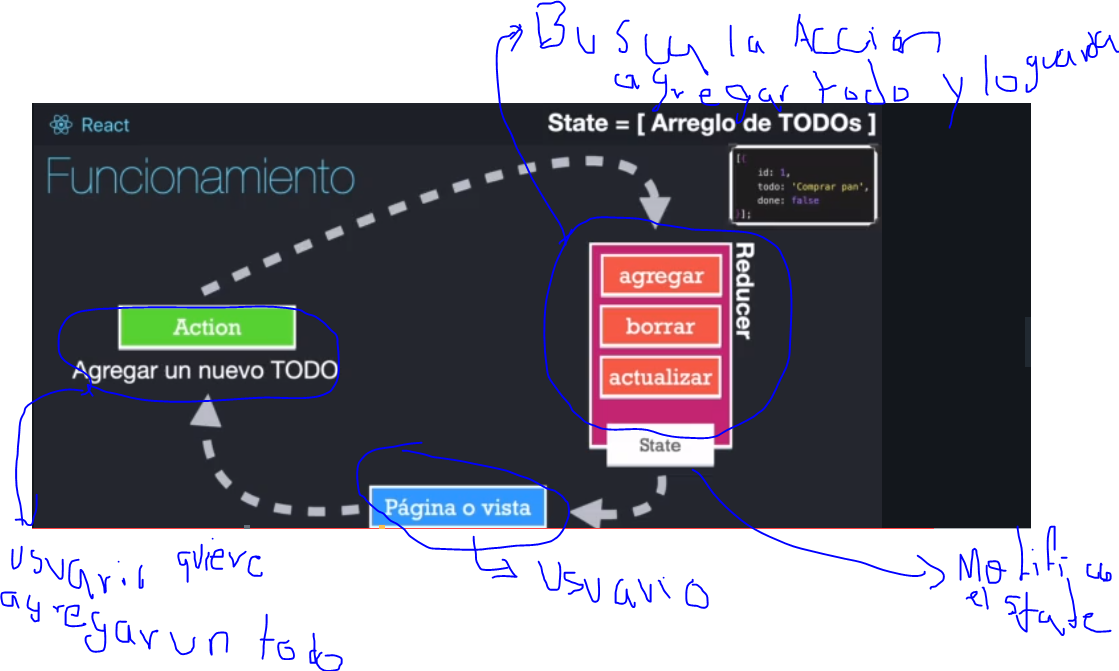 Busca la Accion
agregar todo y lo guarda
React
State = [ Arreglo de TODOs ]
Funcionamiento
[{
id: 1,
todo: 'Comprar pan',
done: false
}];
Reducer
agregar
borrar
actualizar
State
Action
Agregar un nuevo TODO
Página o vista
usuario quiere
agregar un todo
usuario
Modifica
el state